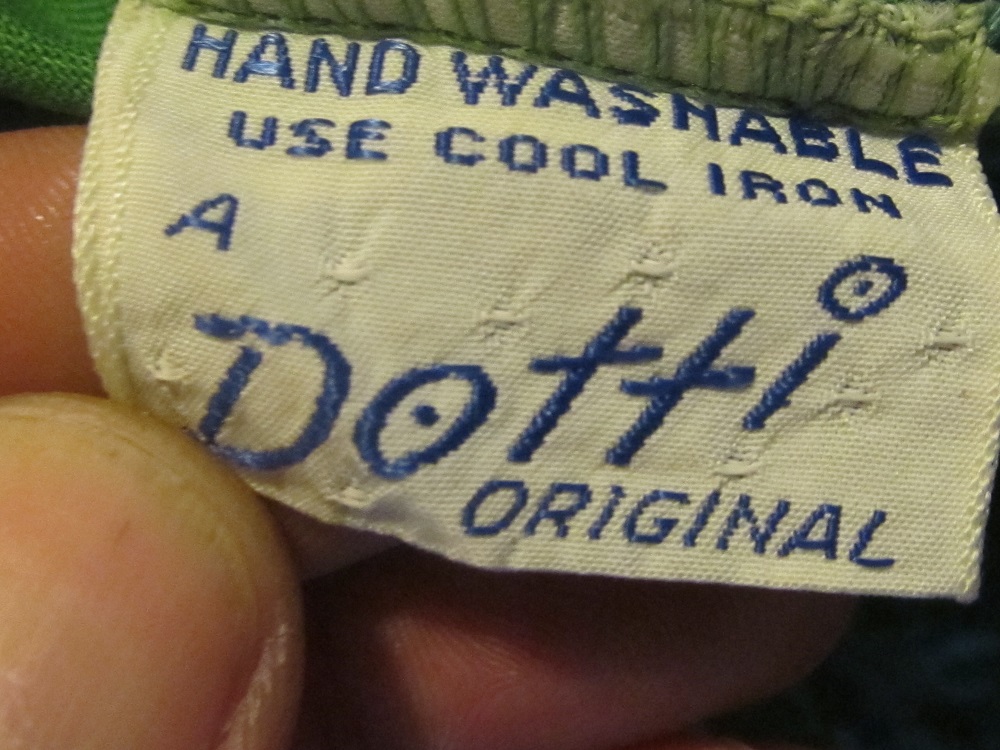 HAND WASHABLE
USE COOL IRON
A
Dotti
ORIGINAL